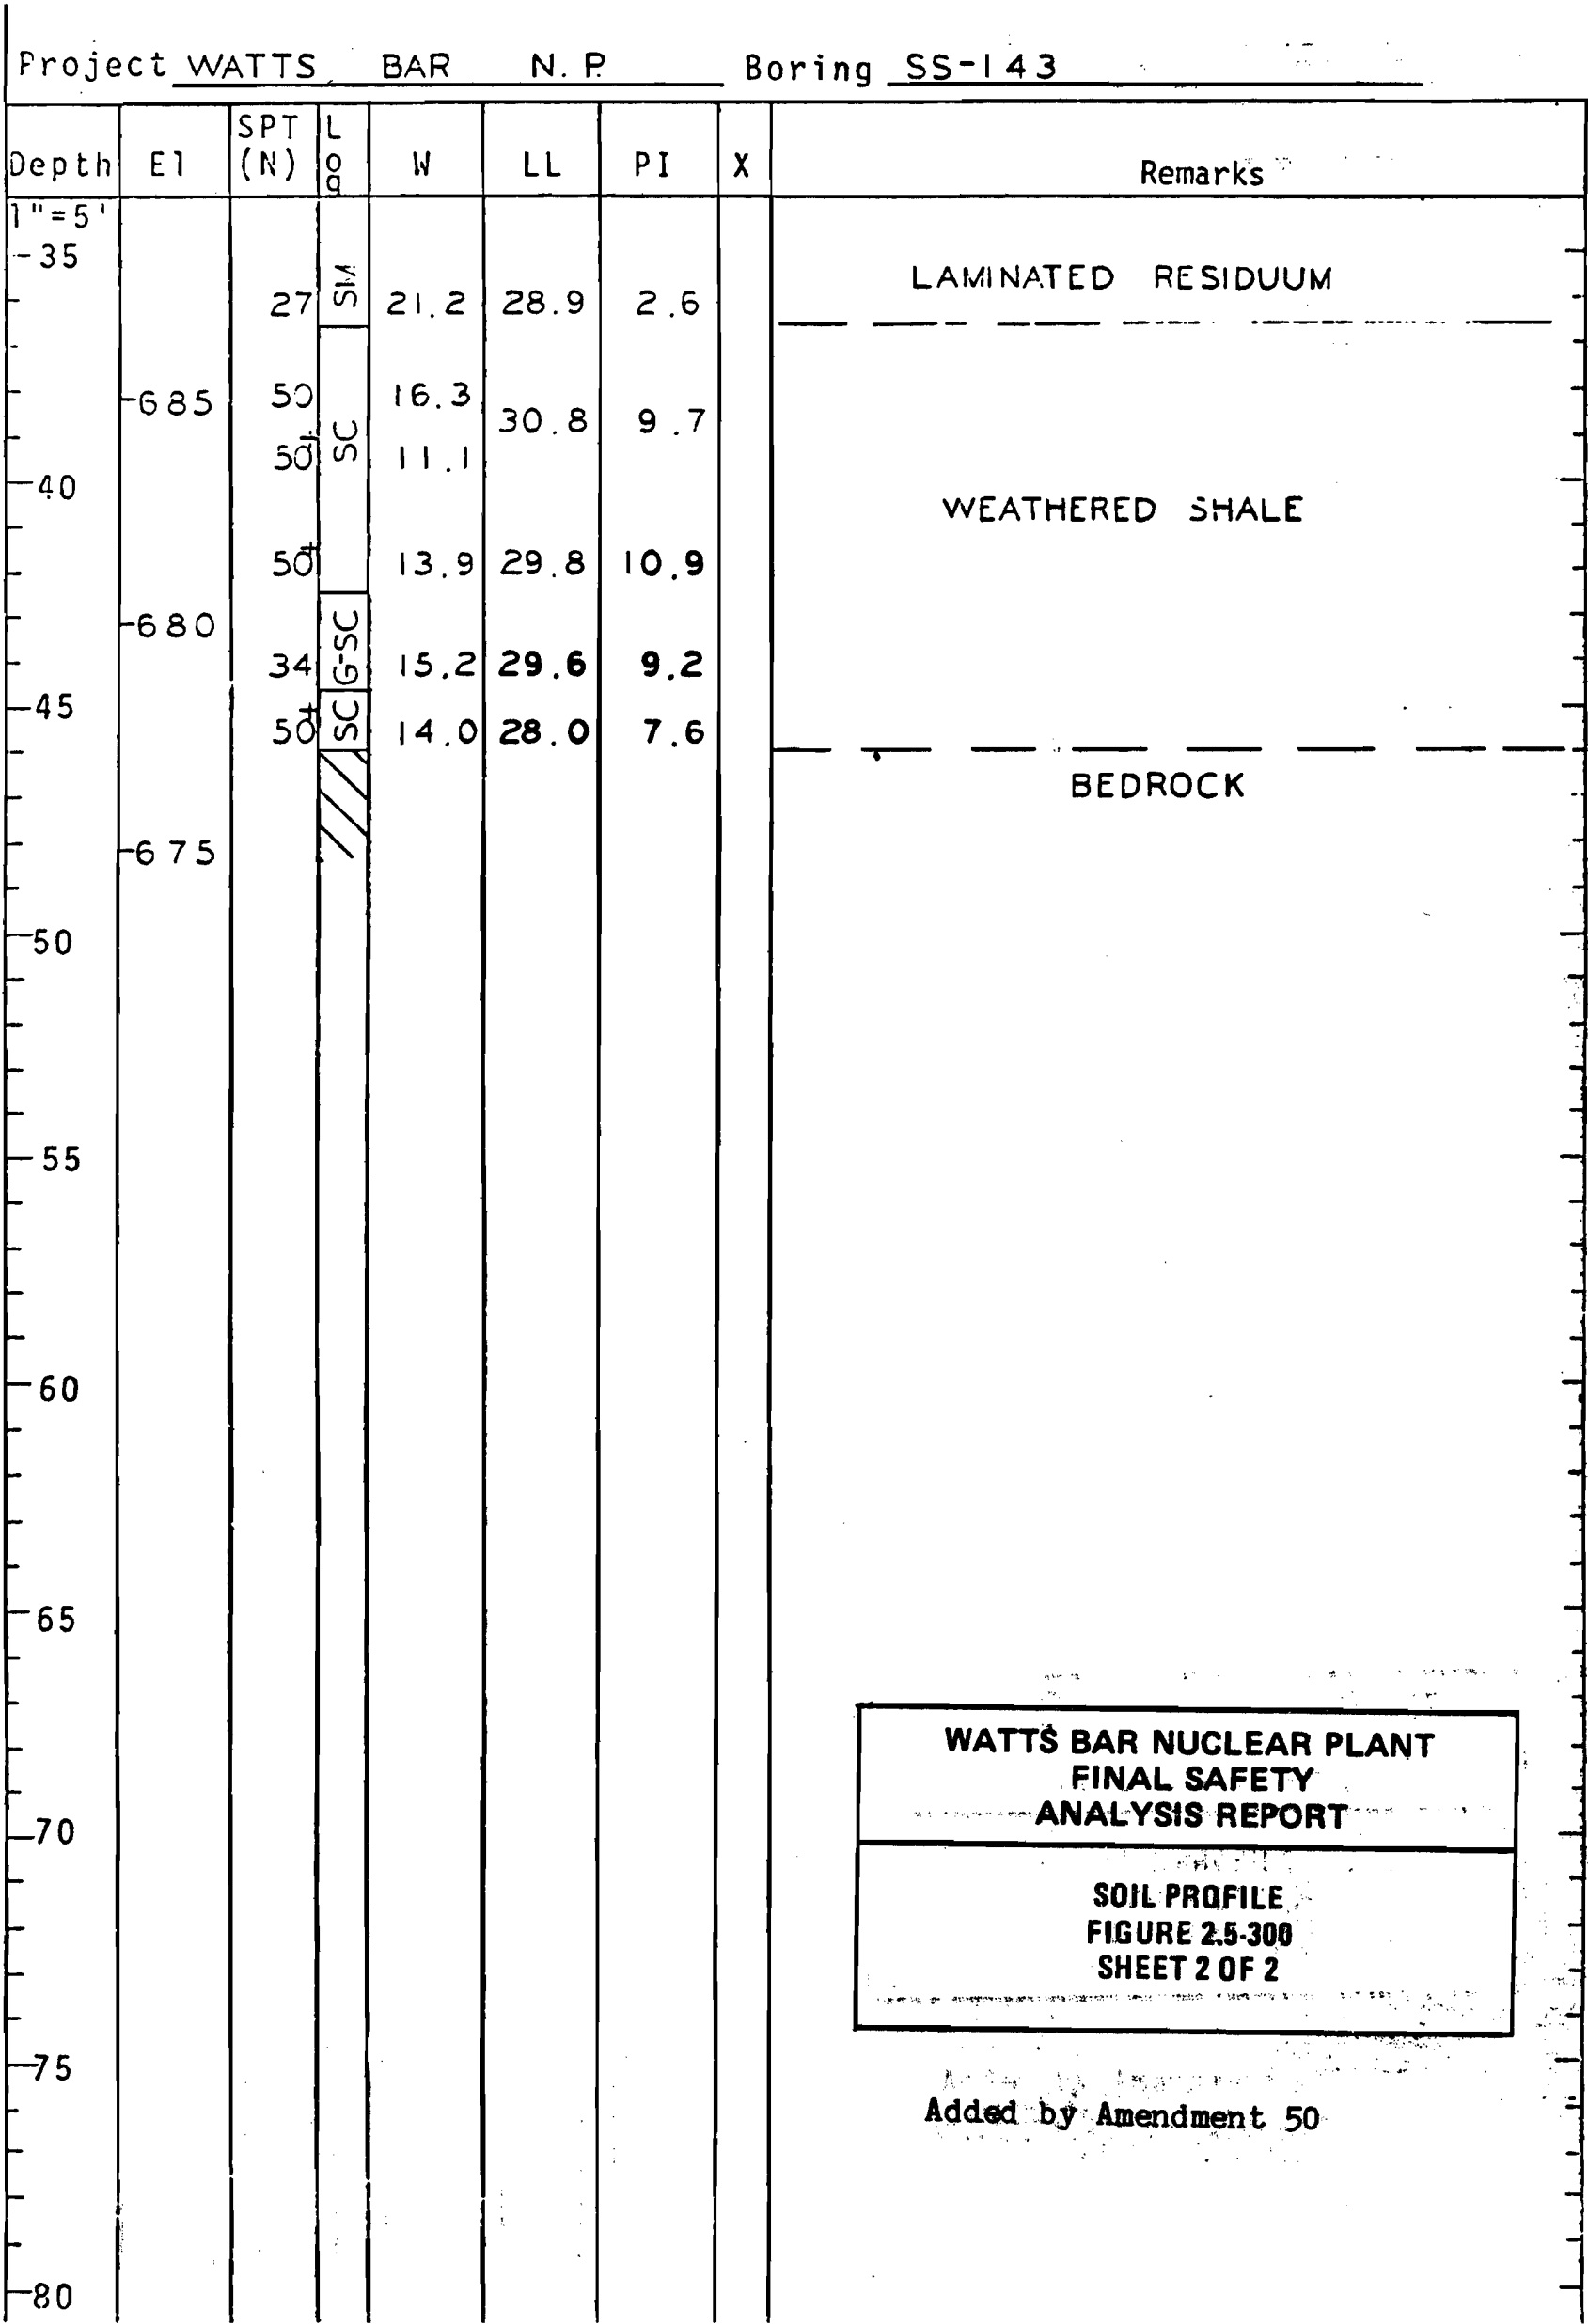 Project WATTS BAR N. P. Boring SS-143
Depth El SPT (N) Log W LL PI X Remarks
1"=5'
35
LAMINATED RESIDUUM
27 SM 21.2 28.9 2.6
685 50 16.3
30.8 9.7
50+ SC 11.1
40
WEATHERED SHALE
50+ 13.9 29.8 10.9
680
34 G-SC 15.2 29.6 9.2
45
50+ SC 14.0 28.0 7.6
BEDROCK
675
50
55
60
65
WATTS BAR NUCLEAR PLANT
FINAL SAFETY
ANALYSIS REPORT
70
SOIL PROFILE
FIGURE 2.5-300
SHEET 2 OF 2
75
Added by Amendment 50
80